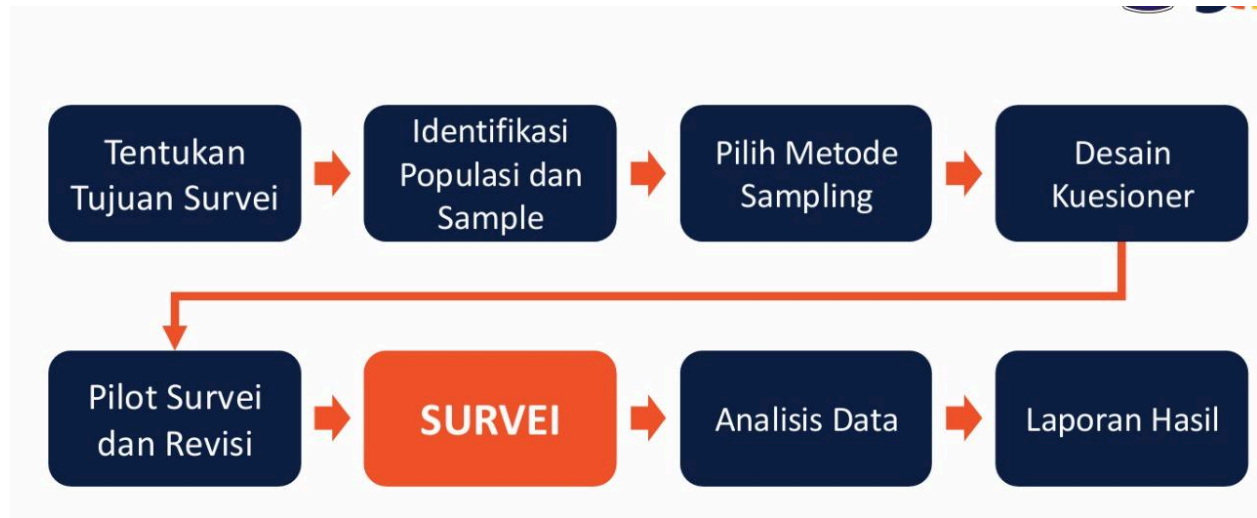 Tentukan
Tujuan Survei
Identifikasi
Populasi dan
Sample
Pilih Metode
Sampling
Desain
Kuesioner
Pilot Survei
dan Revisi
SURVEI
Analisis Data
Laporan Hasil